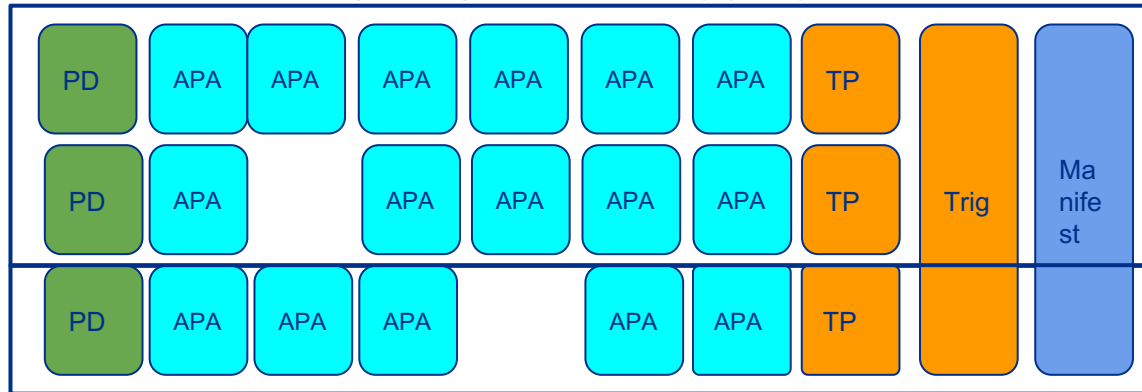 PD APA APA APA APA APA APA TP
PD APA APA APA APA APA TP Trig
Ma
nife
st
PD APA APA APA APA APA TP